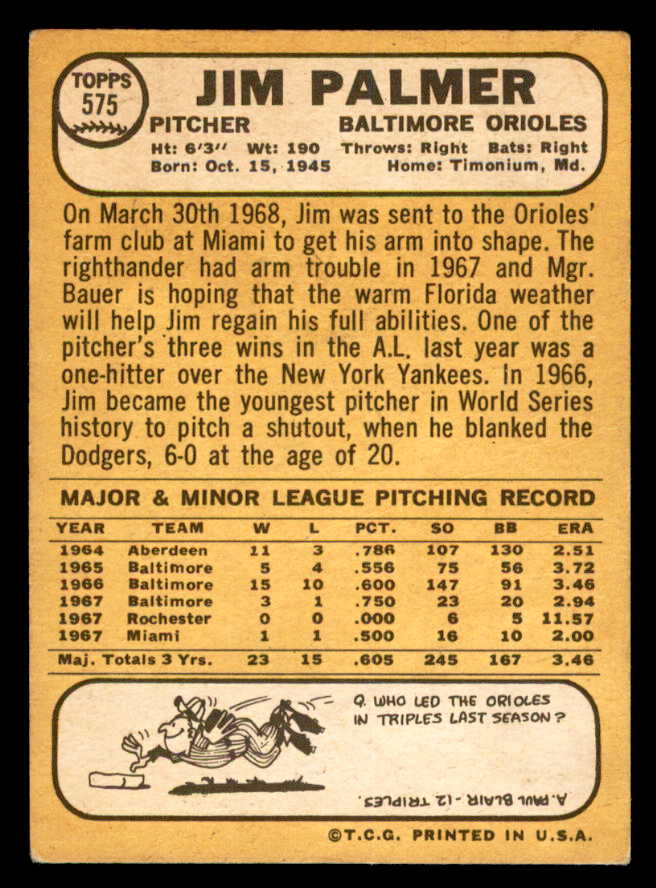 TOPPS
575
JIM PALMER
PITCHER BALTIMORE ORIOLES
Ht: 6'3" Wt: 190 Throws: Right Bats: Right
Born: Oct. 15, 1945 Home: Timonium, Md.
On March 30th 1968, Jim was sent to the Orioles'
farm club at Miami to get his arm into shape. The
righthander had arm trouble in 1967 and Mgr.
Bauer is hoping that the warm Florida weather
will help Jim regain his full abilities. One of the
pitcher's three wins in the A.L. last year was a
one-hitter over the New York Yankees. In 1966,
Jim became the youngest pitcher in World Series
history to pitch a shutout, when he blanked the
Dodgers, 6-0 at the age of 20.
MAJOR & MINOR LEAGUE PITCHING RECORD
YEAR TEAM W L PCT. SO BB ERA
1964 Aberdeen 11 3 .786 107 130 2.51
1965 Baltimore 5 4 .556 75 56 3.72
1966 Baltimore 15 10 .600 147 91 3.46
1967 Baltimore 3 1 .750 23 20 2.94
1967 Rochester 0 0 .000 6 5 11.57
1967 Miami 1 1 .500 16 10 2.00
Maj. Totals 3 Yrs. 23 15 .605 245 167 3.46
Q. WHO LED THE ORIOLES
IN TRIPLES LAST SEASON?
A. PAUL BLAIR - 12 TRIPLES.
©T.C.G. PRINTED IN U.S.A.